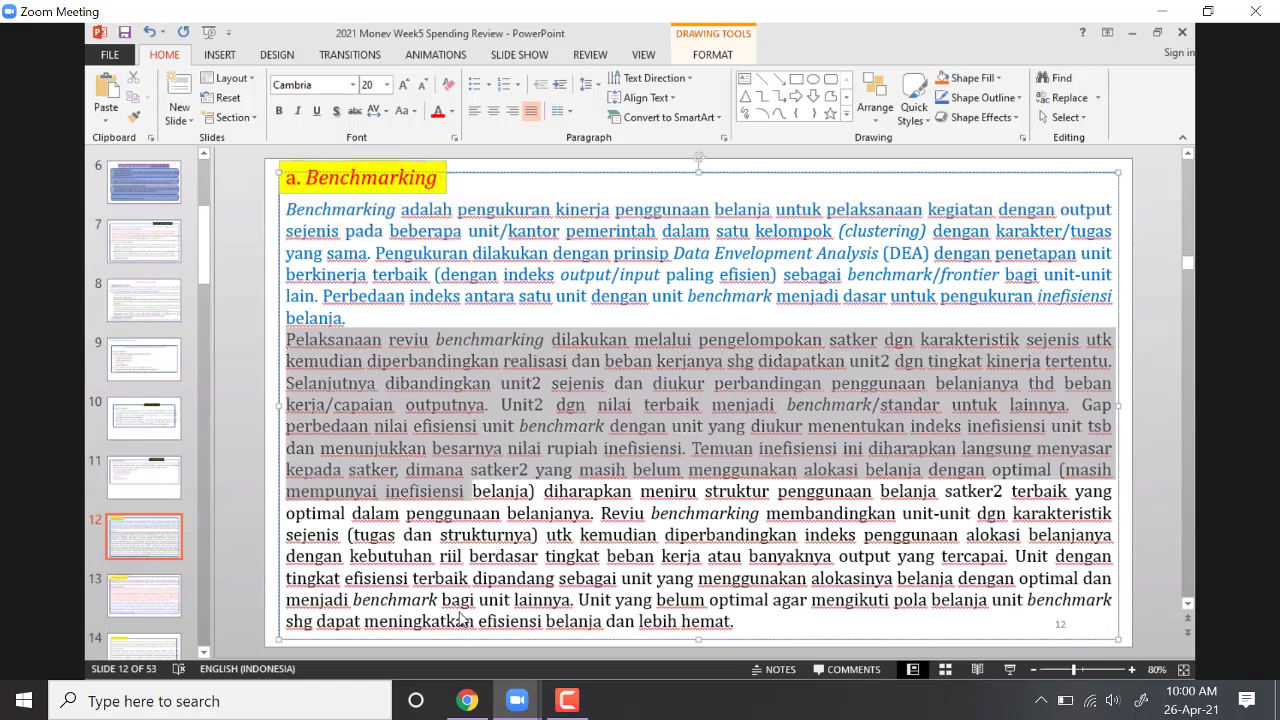 Zoom Meeting
2021 Monev Week5 Spending Review - PowerPoint
DRAWING TOOLS
Sign in
FILE HOME INSERT DESIGN TRANSITIONS ANIMATIONS SLIDE SHOW REVIEW VIEW FORMAT
Paste
New Slide
Layout
Reset
Section
Cambria 20
Text Direction
Align Text
Convert to SmartArt
Arrange
Quick Styles
Shape Fill
Shape Outline
Shape Effects
Find
Replace
Select
Clipboard Slides Font Paragraph Drawing Editing
6
7
8
9
10
11
12
13
14
a. Benchmarking
Benchmarking adalah pengukuran kinerja penggunaan belanja untuk pelaksanaan kegiatan dengan output
sejenis pada beberapa unit/kantor pemerintah dalam satu kelompok (clustering) dengan karakter/tugas
yang sama. Pengukuran dilakukan dengan prinsip Data Envelopment Analysis (DEA) dengan penetapan unit
berkinerja terbaik (dengan indeks output/input paling efisien) sebagai benchmark/frontier bagi unit-unit
lain. Perbedaan indeks antara satu unit dengan unit benchmark menjadi dasar untuk pengukuran inefisiensi
belanja.
Pelaksanaan reviu benchmarking dilakukan melalui pengelompokan satker dgn karakteristik sejenis utk
kemudian diperbandingkan realisasi dan beban kerjanya shg didapatkan unit2 dgn tingkat kinerja tertentu.
Selanjutnya dibandingkan unit2 sejenis dan diukur perbandingan penggunaan belanjanya thd beban
kerja/capaian outputnya. Unit2 dgn nilai terbaik menjadi benchmark/standar untuk lainnya. Gap
perbedaan nilai efisiensi unit benchmark dengan unit yang diukur menentukan indeks inefisiensi unit tsb
dan menunjukkan besarnya nilai rupiah inefisiensi. Temuan inefisiensi diharapkan langsung menyasar
kepada satker dimana satker2 yang masih belum menggunakan alokasi belanja dengan optimal (masih
mempunyai inefisiensi belanja) diharapkan meniru struktur penggunaan belanja satker2 terbaik yang
optimal dalam penggunaan belanjanya. Reviu benchmarking membandingkan unit-unit dgn karakteristik
sejenis (tugas dan strukturnya) utk kemudian diperbandingkan indeks penggunaan alokasi belanjanya
thd kebutuhan riil berdasarkan beban kerja atau banyaknya output yang tercapai. Unit dengan
tingkat efisiensi terbaik dipandang sebagai unit yang menggunakan alokasinya belanja dengan optimal dan
menjadi benchmark bagi unit lainnya. Unit yang belum optimal agar mengikuti pola belanja unit benchmark
shg dapat meningkatkan efisiensi belanja dan lebih hemat.
12
SLIDE 12 OF 53 ENGLISH (INDONESIA) NOTES COMMENTS 80%
Type here to search
10:00 AM
26-Apr-21